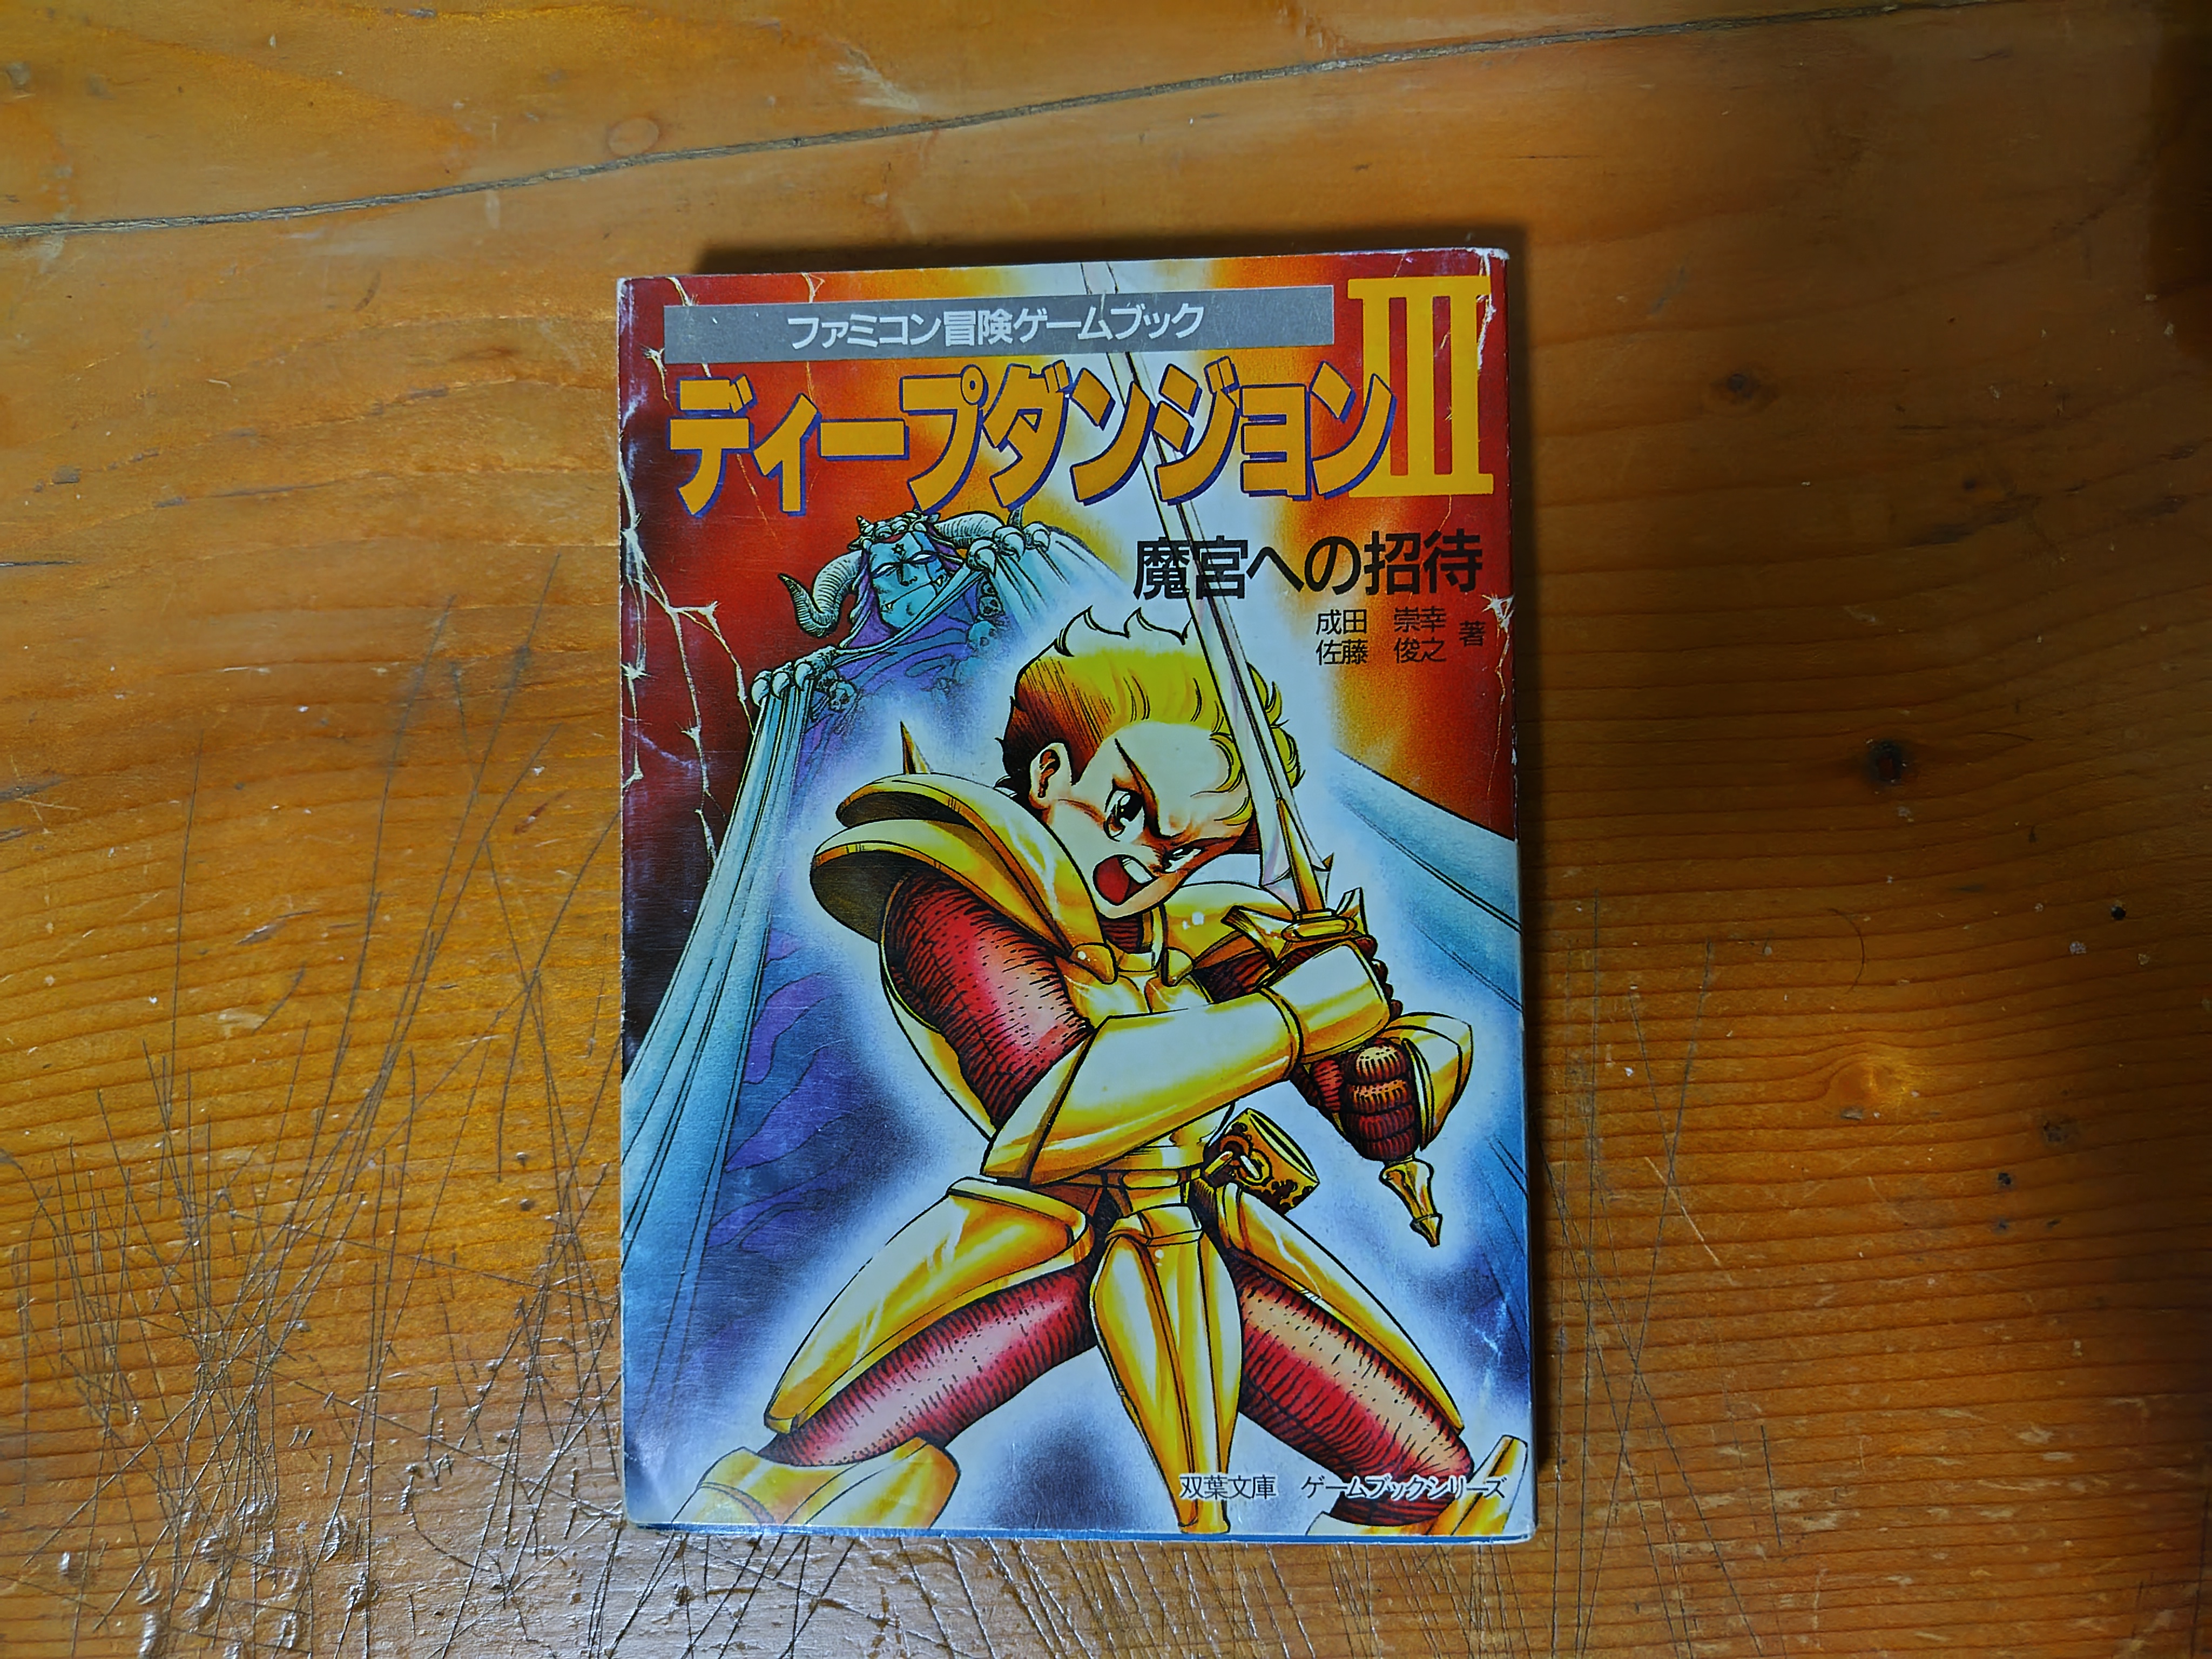 ファミコン冒険ゲームブック
ディープダンジョンIII
魔宮への招待
成田 崇幸
佐藤 俊之 著
双葉文庫 ゲームブックシリーズ